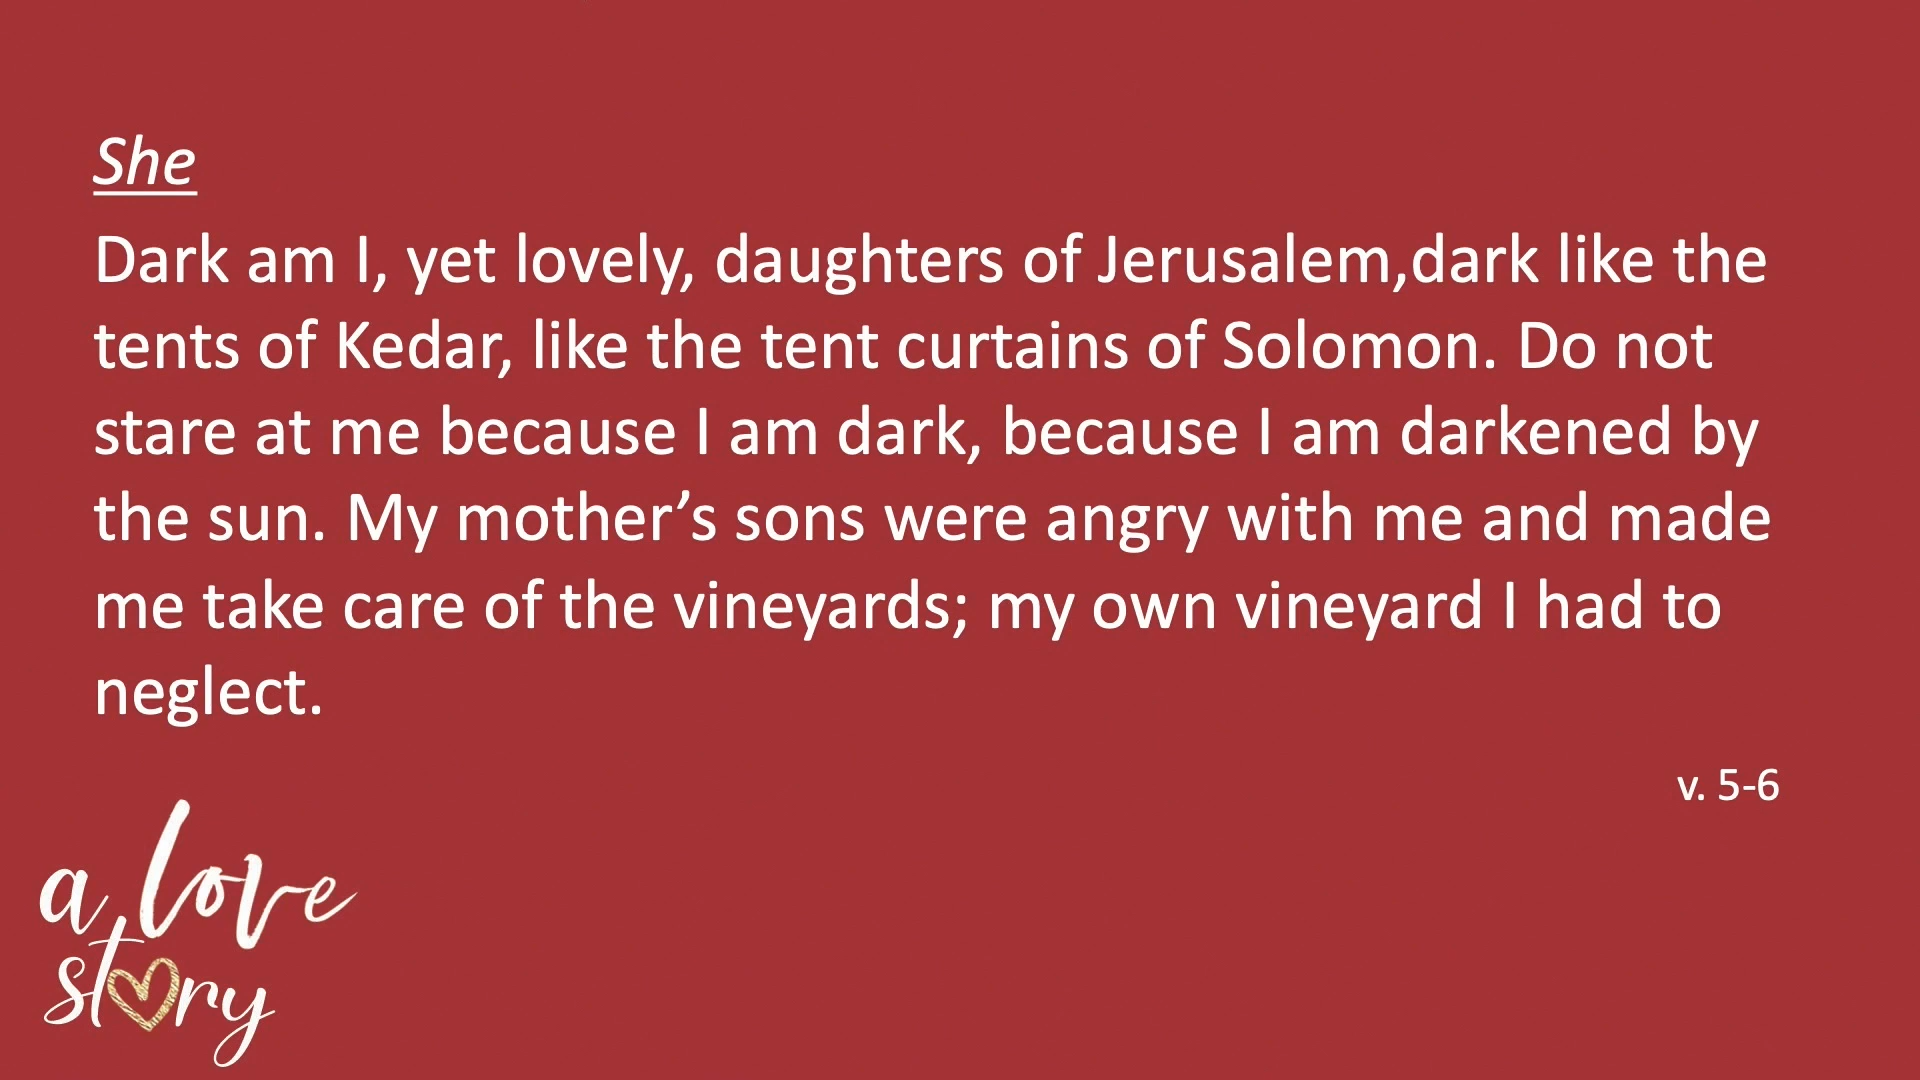 She
Dark am I, yet lovely, daughters of Jerusalem,dark like the
tents of Kedar, like the tent curtains of Solomon. Do not
stare at me because I am dark, because I am darkened by
the sun. My mother’s sons were angry with me and made
me take care of the vineyards; my own vineyard I had to
neglect.
v. 5-6
a love
story